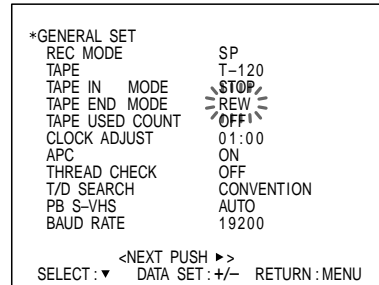 *GENERAL SET
REC MODE SP
TAPE T–120
TAPE IN MODE STOP
TAPE END MODE REW
TAPE USED COUNT OFF
CLOCK ADJUST 01:00
APC ON
THREAD CHECK OFF
T/D SEARCH CONVENTION
PB S–VHS AUTO
BAUD RATE 19200
<NEXT PUSH ►>
SELECT:▼ DATA SET:+/– RETURN:MENU